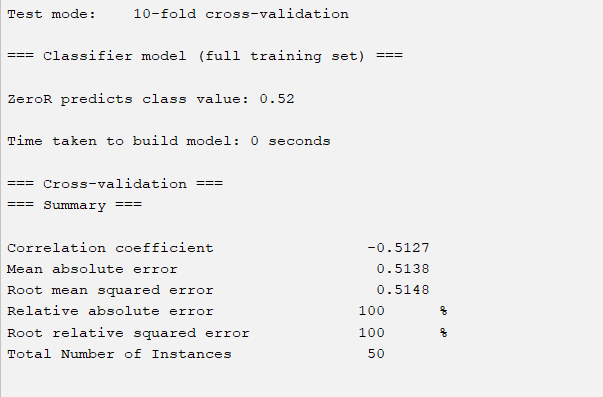 Test mode:    10-fold cross-validation
=== Classifier model (full training set) ===
ZeroR predicts class value: 0.52
Time taken to build model: 0 seconds
=== Cross-validation ===
=== Summary ===
Correlation coefficient                 -0.5127
Mean absolute error                      0.5138
Root mean squared error                  0.5148
Relative absolute error                100      %
Root relative squared error            100      %
Total Number of Instances               50